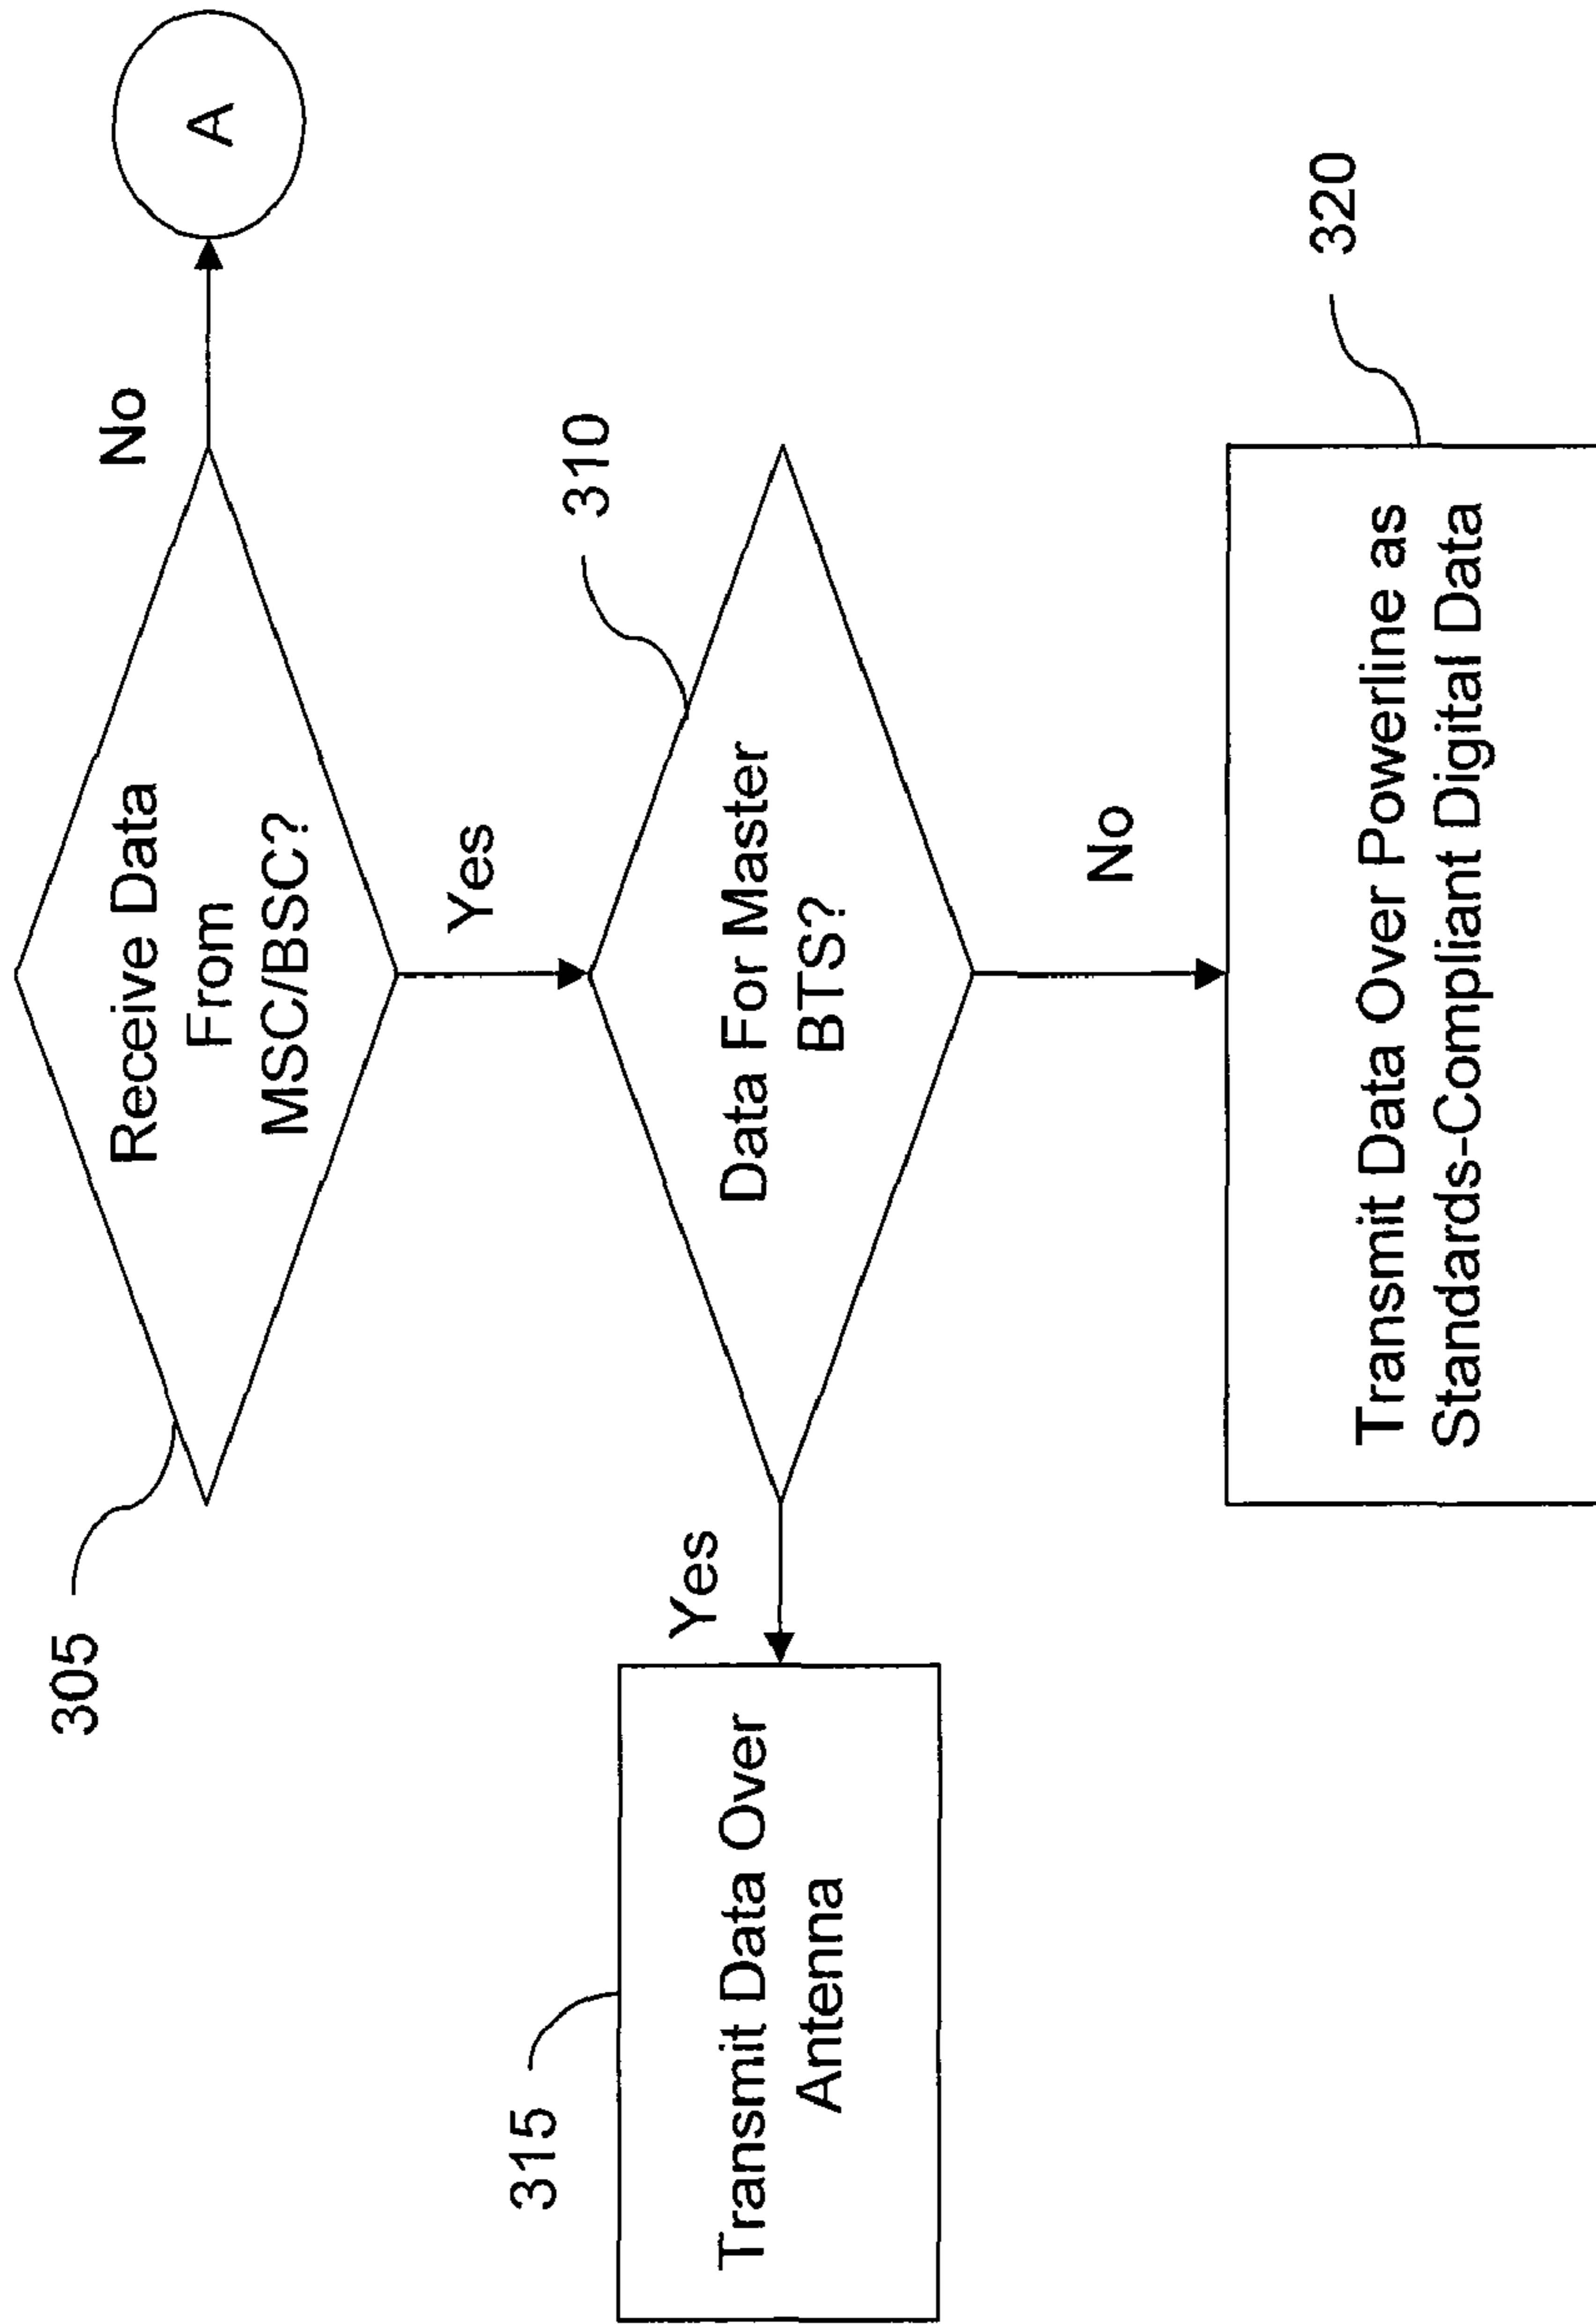 305
Receive Data
From
MSC/BSC?
No
A
Yes
310
Data For Master
BTS?
Yes
315
Transmit Data Over
Antenna
No
320
Transmit Data Over Powerline as
Standards-Compliant Digital Data